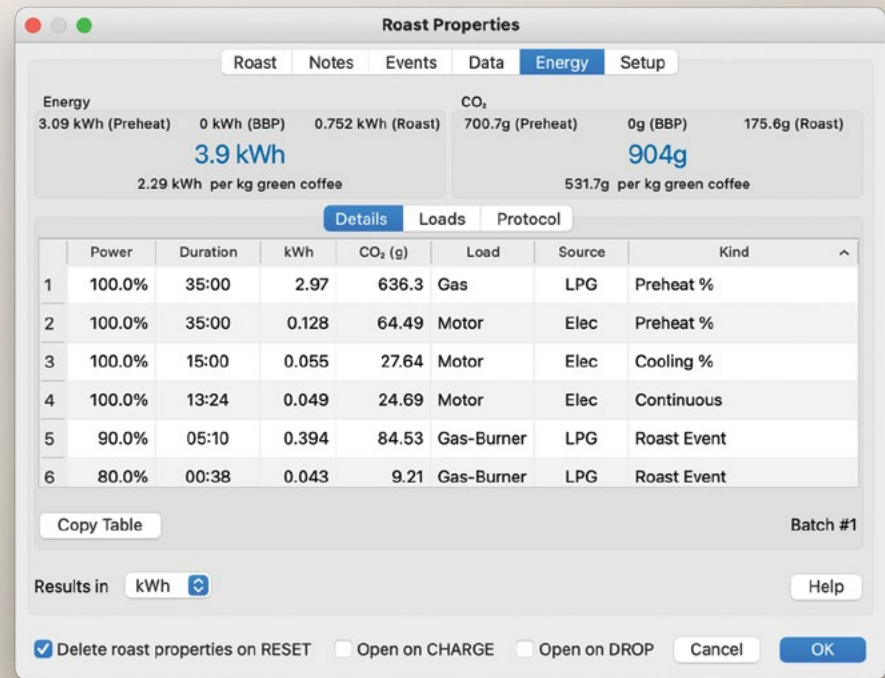 Roast Properties
Roast Notes Events Data Energy Setup
Energy
3.09 kWh (Preheat) 0 kWh (BBP) 0.752 kWh (Roast)
3.9 kWh
2.29 kWh per kg green coffee
CO₂
700.7g (Preheat) 0g (BBP) 175.6g (Roast)
904g
531.7g per kg green coffee
Details Loads Protocol
Power Duration kWh CO₂ (g) Load Source Kind
1 100.0% 35:00 2.97 636.3 Gas LPG Preheat %
2 100.0% 35:00 0.128 64.49 Motor Elec Preheat %
3 100.0% 15:00 0.055 27.64 Motor Elec Cooling %
4 100.0% 13:24 0.049 24.69 Motor Elec Continuous
5 90.0% 05:10 0.394 84.53 Gas-Burner LPG Roast Event
6 80.0% 00:38 0.043 9.21 Gas-Burner LPG Roast Event
Copy Table Batch #1
Results in kWh Help
Delete roast properties on RESET Open on CHARGE Open on DROP Cancel OK